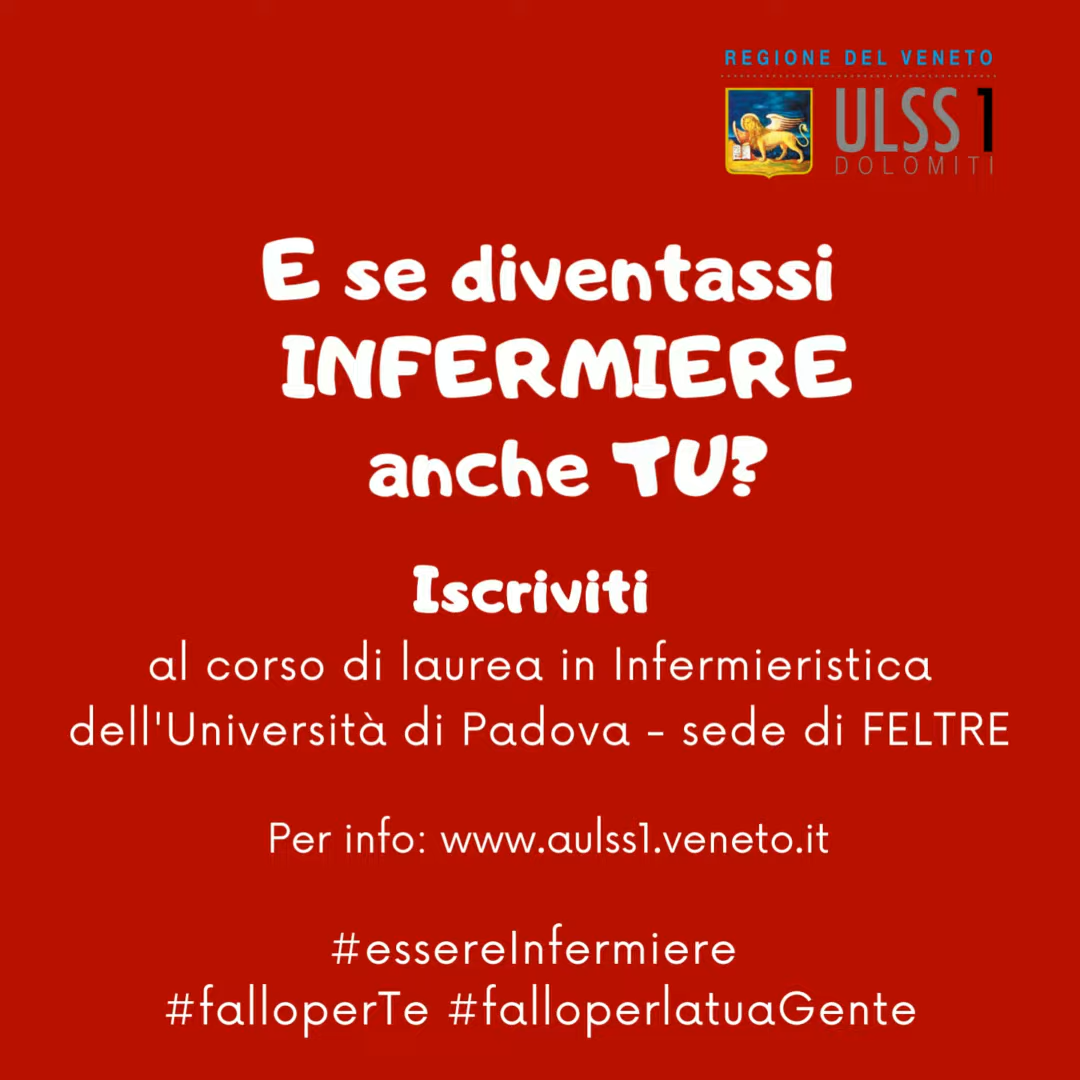 REGIONE DEL VENETO
ULSS 1
DOLOMITI
E se diventassi
INFERMIERE
anche TU?
Iscriviti
al corso di laurea in Infermieristica
dell'Università di Padova - sede di FELTRE
Per info: www.aulss1.veneto.it
#essereInfermiere
#falloperTe #falloperlatuaGente